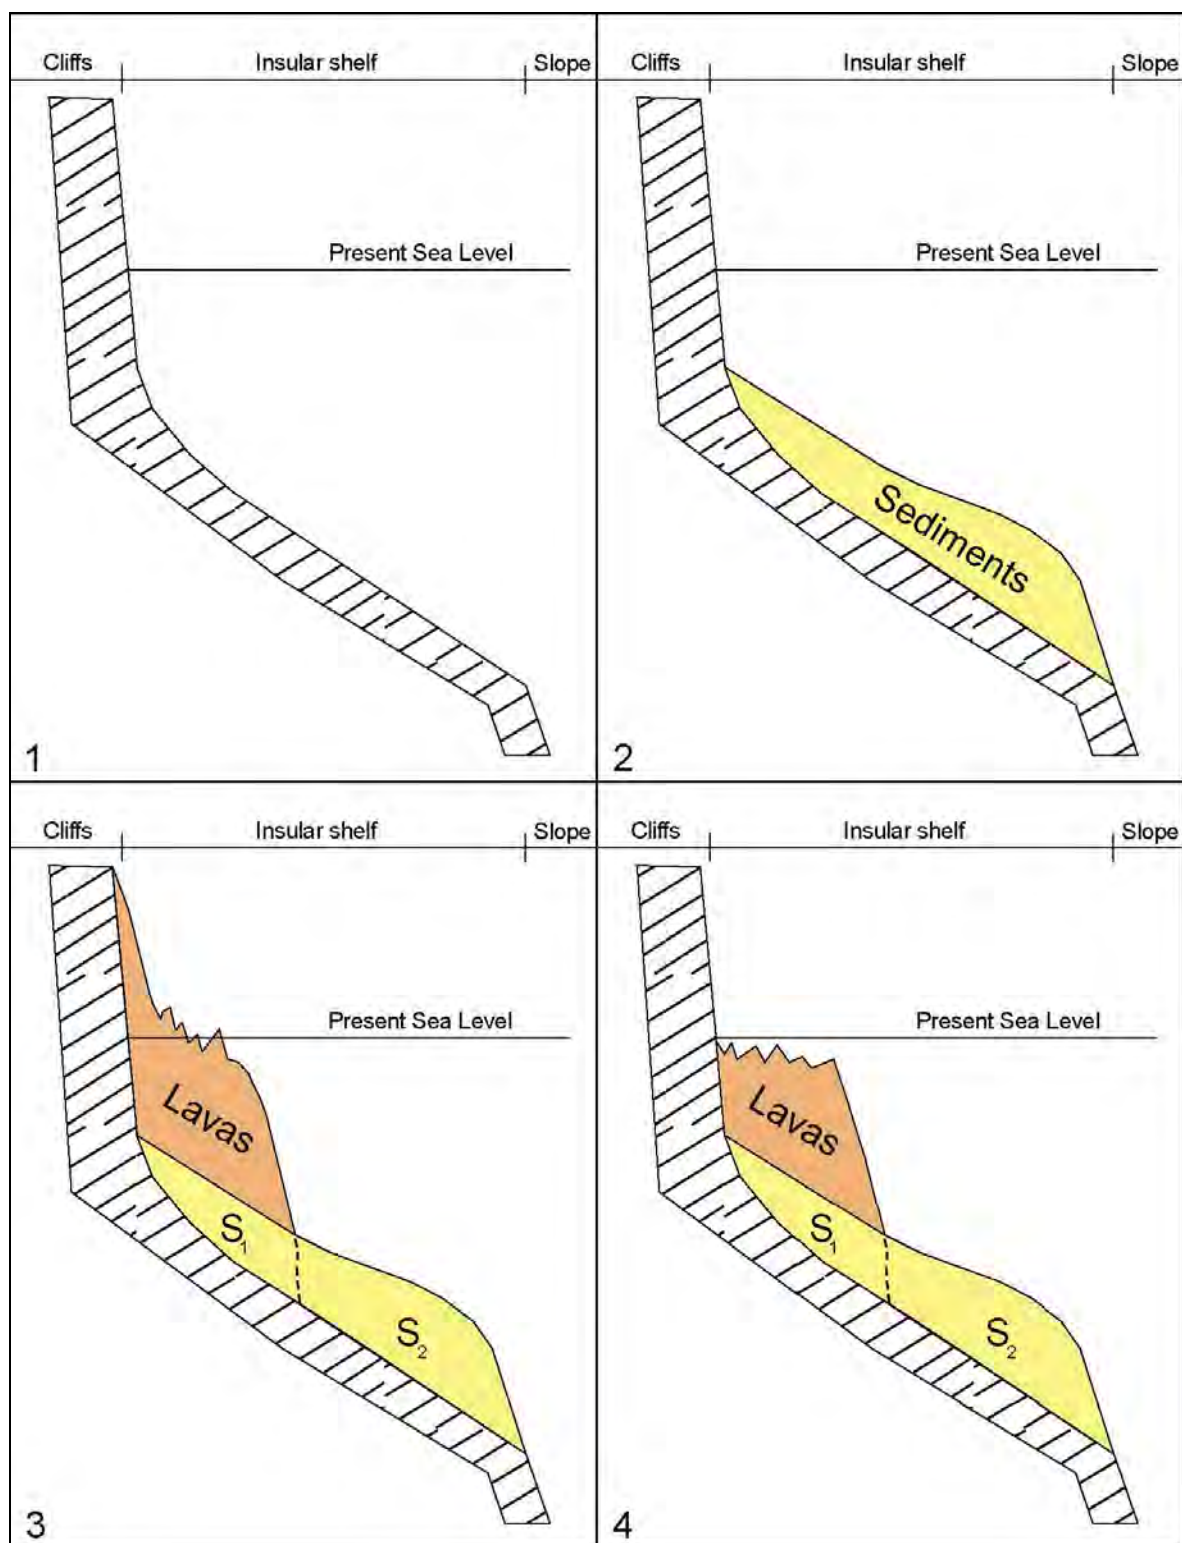 Cliffs Insular shelf Slope
Present Sea Level
1
Cliffs Insular shelf Slope
Present Sea Level
Sediments
2
Cliffs Insular shelf Slope
Present Sea Level
Lavas
S1
S2
3
Cliffs Insular shelf Slope
Present Sea Level
Lavas
S1
S2
4